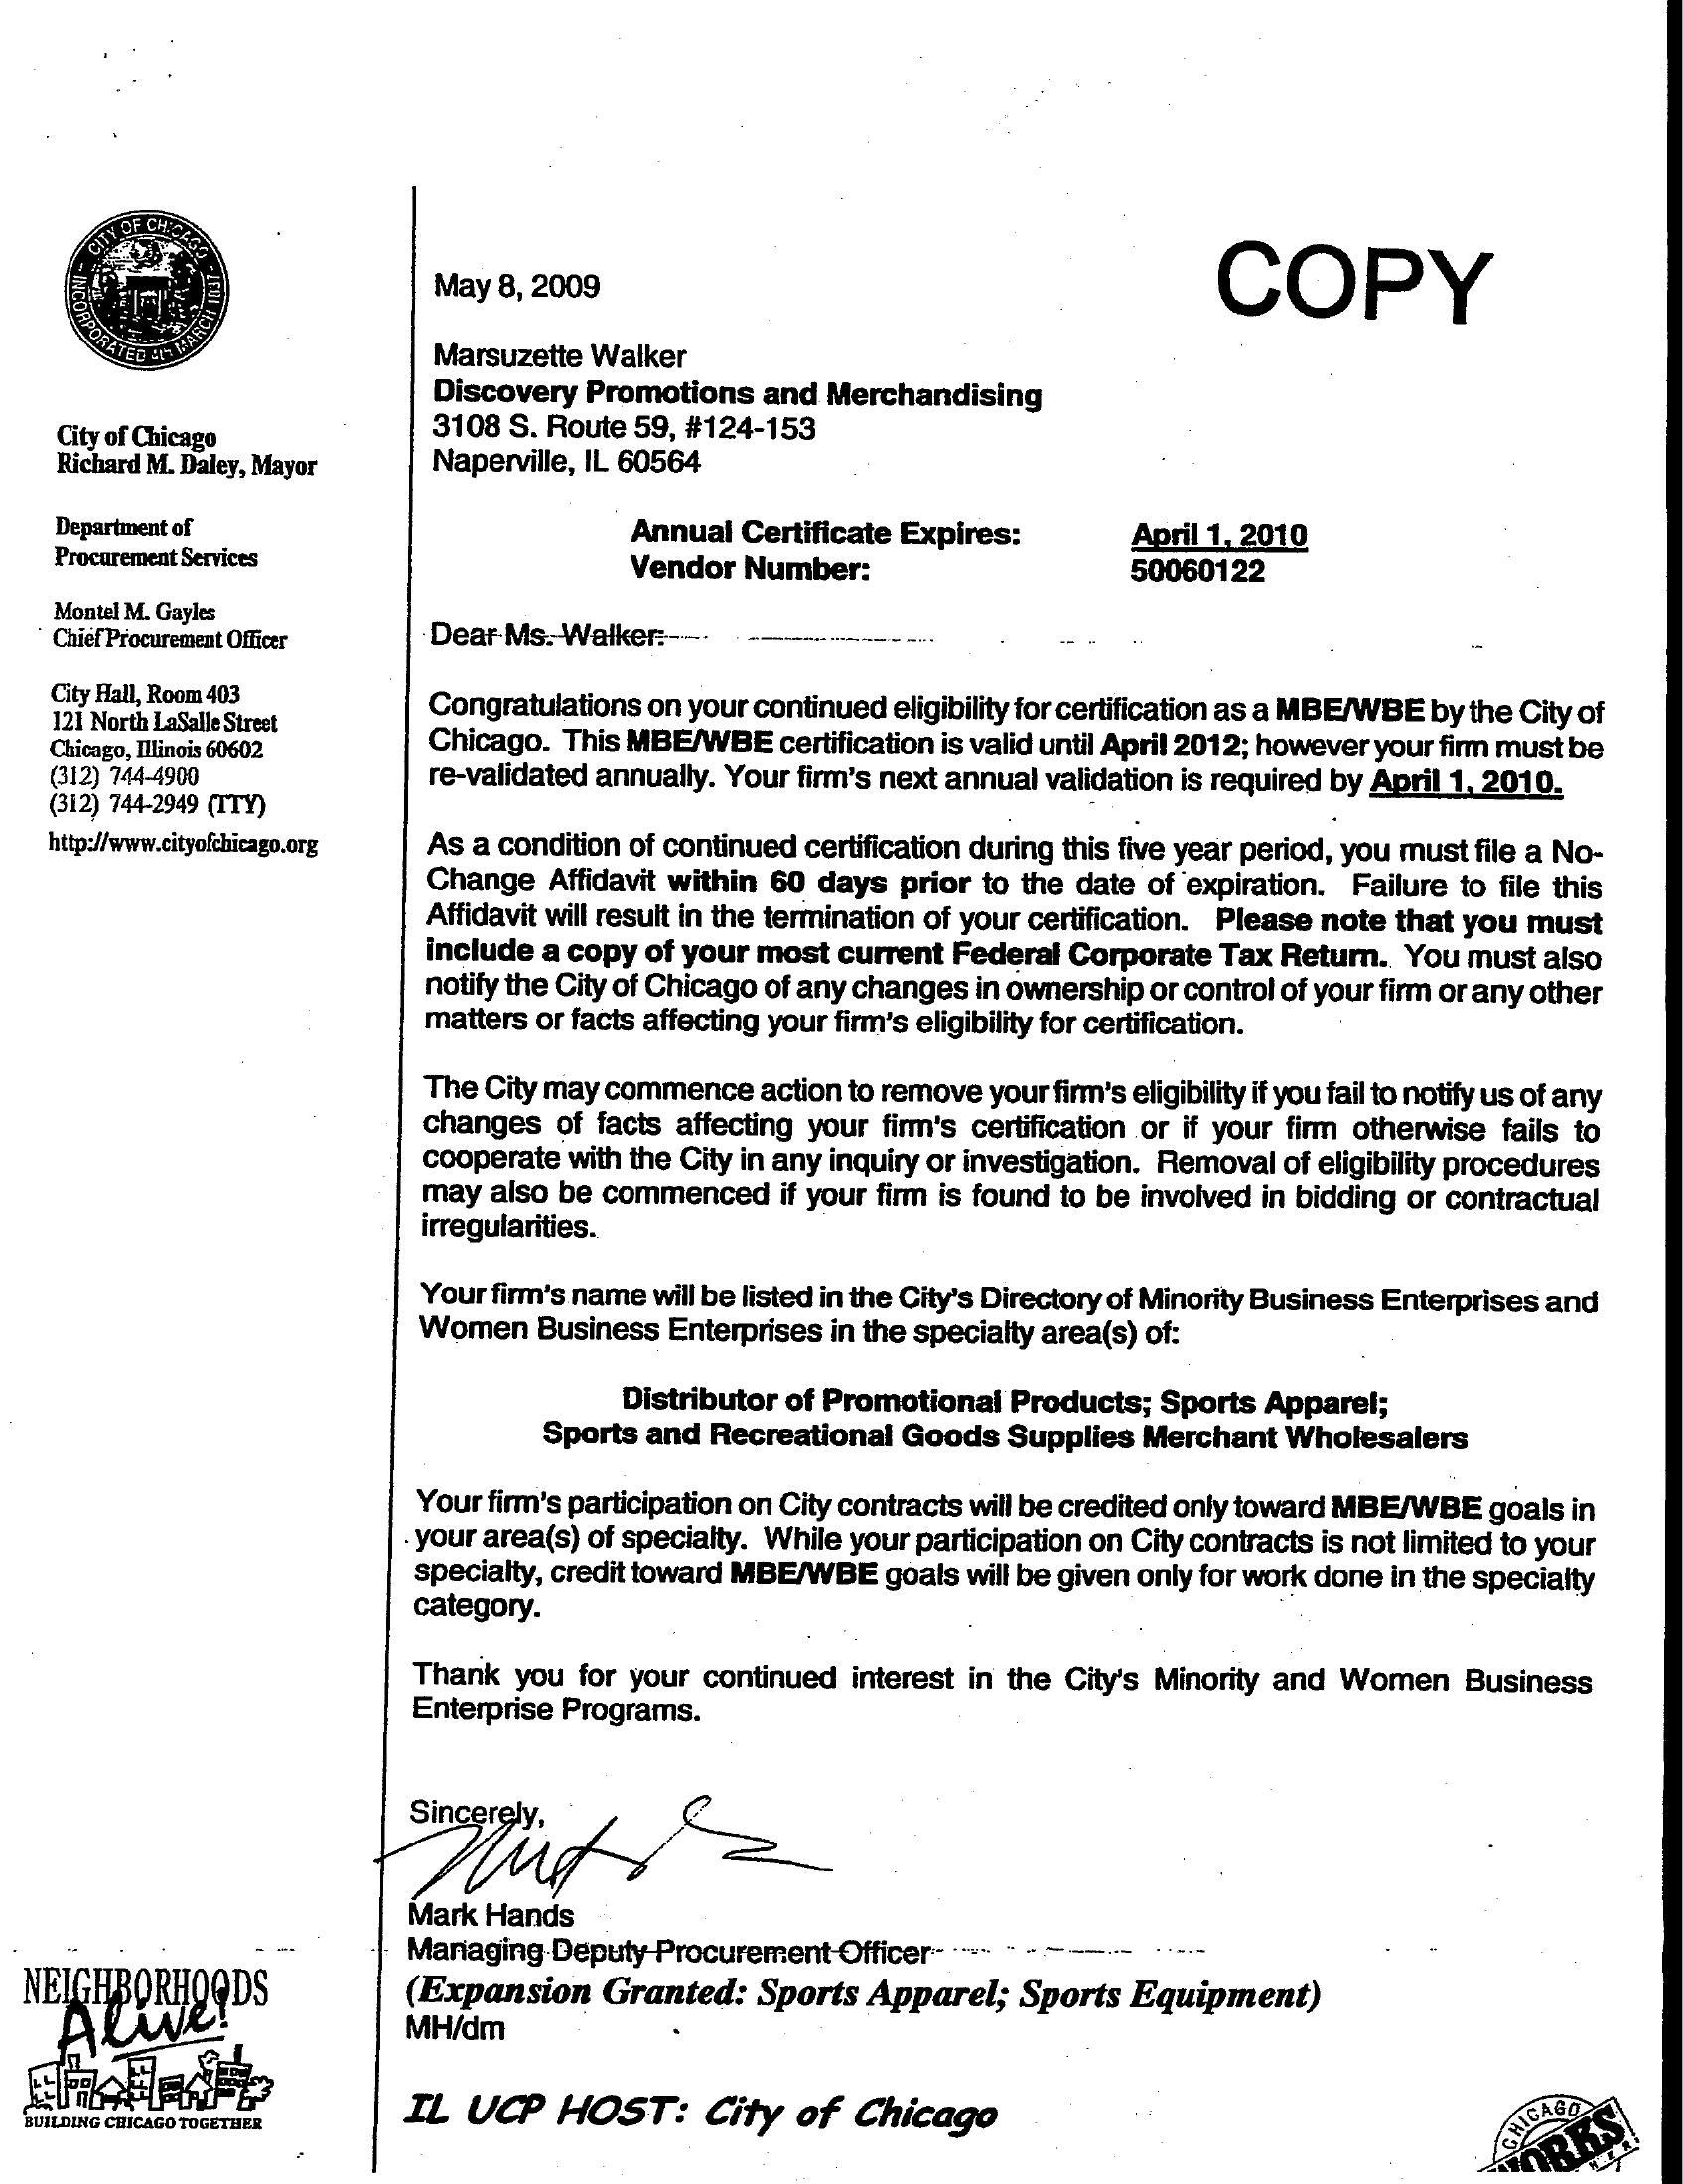 CITY OF CHICAGO
INCORPORATED 4th MARCH 1837
City of Chicago
Richard M. Daley, Mayor
Department of
Procurement Services
Montel M. Gayles
Chief Procurement Officer
City Hall, Room 403
121 North LaSalle Street
Chicago, Illinois 60602
(312) 744-4900
(312) 744-2949 (TTY)
http://www.cityofchicago.org
COPY
May 8, 2009
Marsuzette Walker
Discovery Promotions and Merchandising
3108 S. Route 59, #124-153
Naperville, IL 60564
Annual Certificate Expires: April 1, 2010
Vendor Number: 50060122
Dear Ms. Walker:
Congratulations on your continued eligibility for certification as a MBE/WBE by the City of
Chicago. This MBE/WBE certification is valid until April 2012; however your firm must be
re-validated annually. Your firm's next annual validation is required by April 1, 2010.
As a condition of continued certification during this five year period, you must file a No-
Change Affidavit within 60 days prior to the date of expiration. Failure to file this
Affidavit will result in the termination of your certification. Please note that you must
include a copy of your most current Federal Corporate Tax Return. You must also
notify the City of Chicago of any changes in ownership or control of your firm or any other
matters or facts affecting your firm's eligibility for certification.
The City may commence action to remove your firm's eligibility if you fail to notify us of any
changes of facts affecting your firm's certification or if your firm otherwise fails to
cooperate with the City in any inquiry or investigation. Removal of eligibility procedures
may also be commenced if your firm is found to be involved in bidding or contractual
irregularities.
Your firm's name will be listed in the City's Directory of Minority Business Enterprises and
Women Business Enterprises in the specialty area(s) of:
Distributor of Promotional Products; Sports Apparel;
Sports and Recreational Goods Supplies Merchant Wholesalers
Your firm's participation on City contracts will be credited only toward MBE/WBE goals in
your area(s) of specialty. While your participation on City contracts is not limited to your
specialty, credit toward MBE/WBE goals will be given only for work done in the specialty
category.
Thank you for your continued interest in the City's Minority and Women Business
Enterprise Programs.
Sincerely,
Mark Hands
Managing Deputy Procurement Officer
(Expansion Granted: Sports Apparel; Sports Equipment)
MH/dm
IL UCP HOST: City of Chicago
NEIGHBORHOODS
Alive!
BUILDING CHICAGO TOGETHER
CHICAGO
WORKS